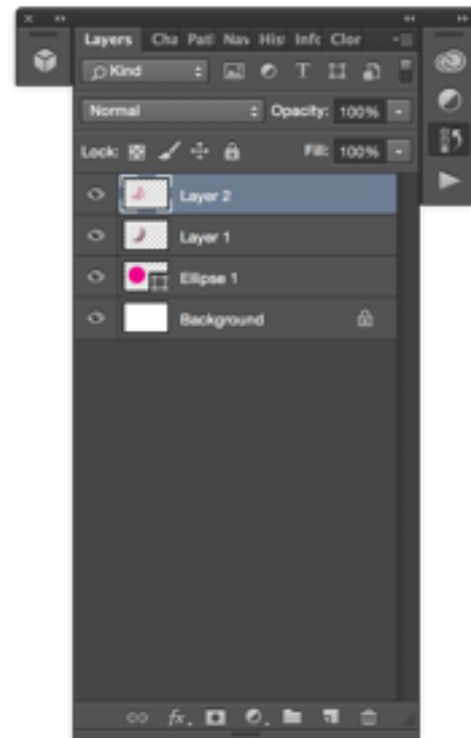 Layers Cha Pat Nav His Info Clor
Kind
Normal Opacity: 100%
Lock: Fill: 100%
Layer 2
Layer 1
Ellipse 1
Background
fx.